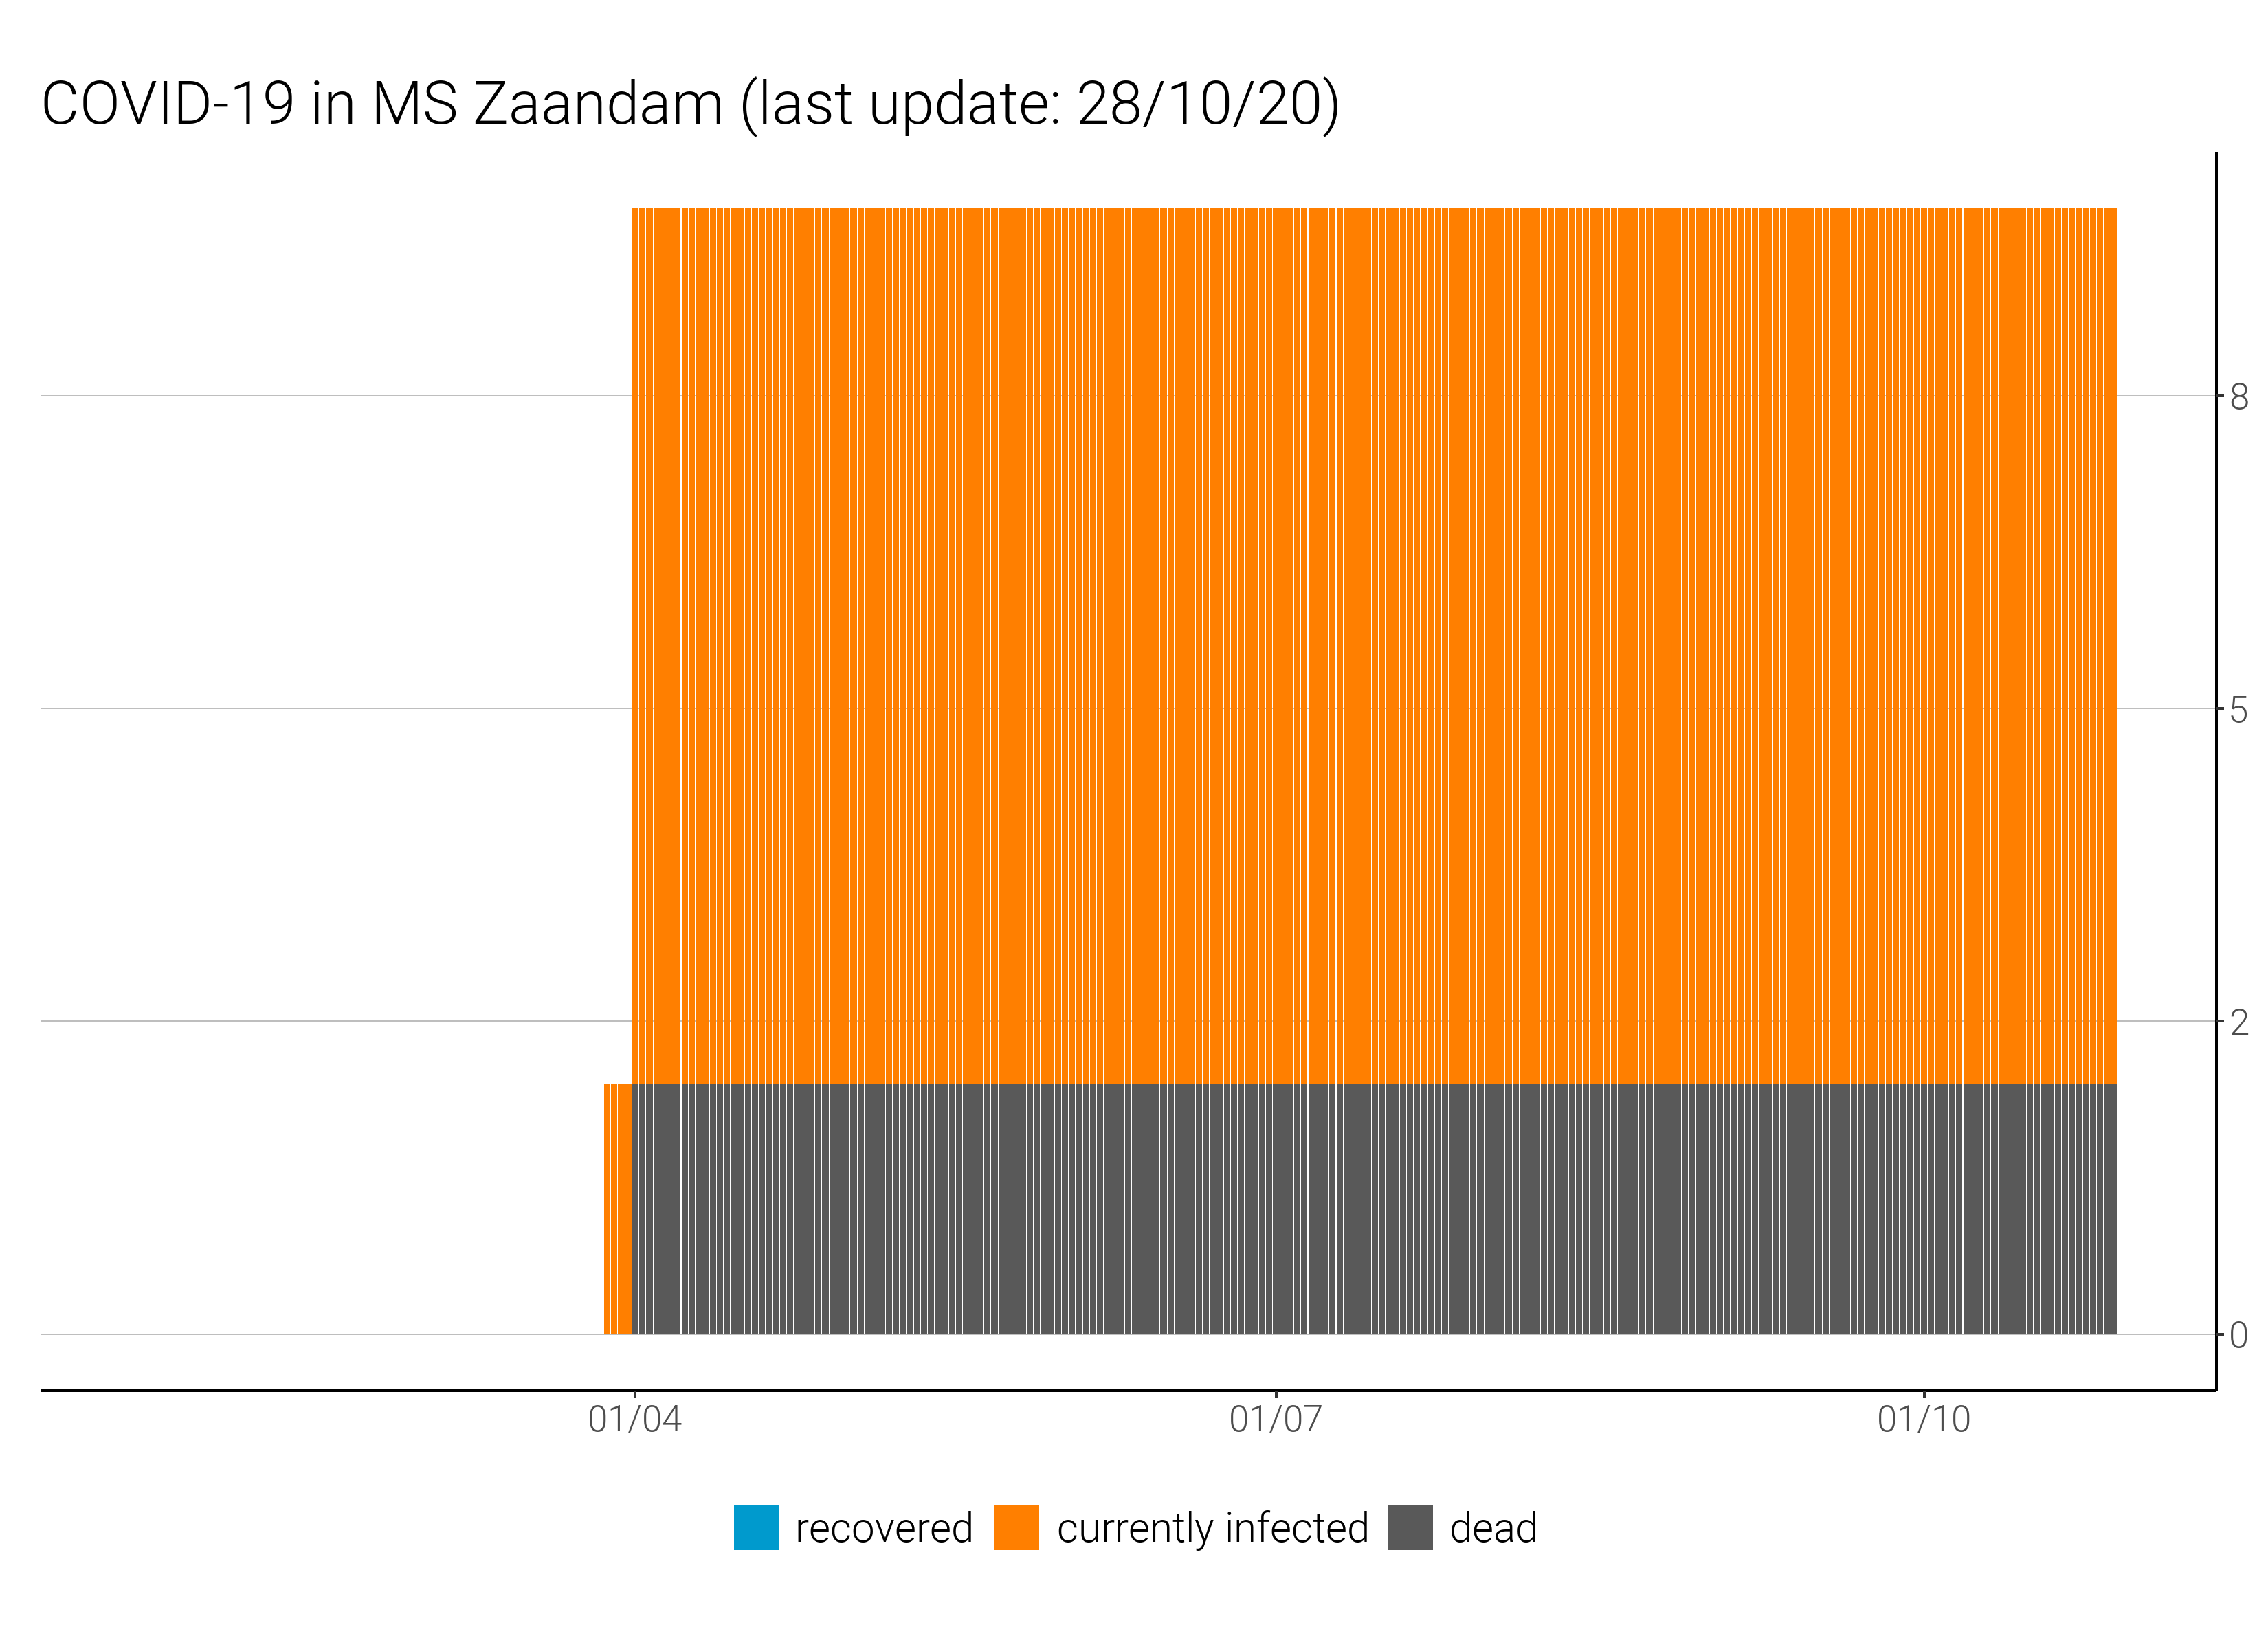 COVID-19 in MS Zaandam (last update: 28/10/20)
8
5
2
0
01/04 01/07 01/10
recovered currently infected dead